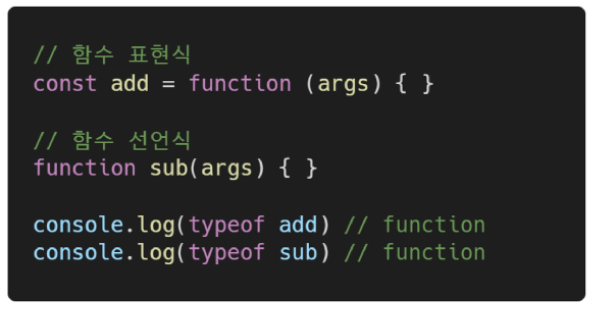 // 함수 표현식
const add = function (args) { }
// 함수 선언식
function sub(args) { }
console.log(typeof add) // function
console.log(typeof sub) // function